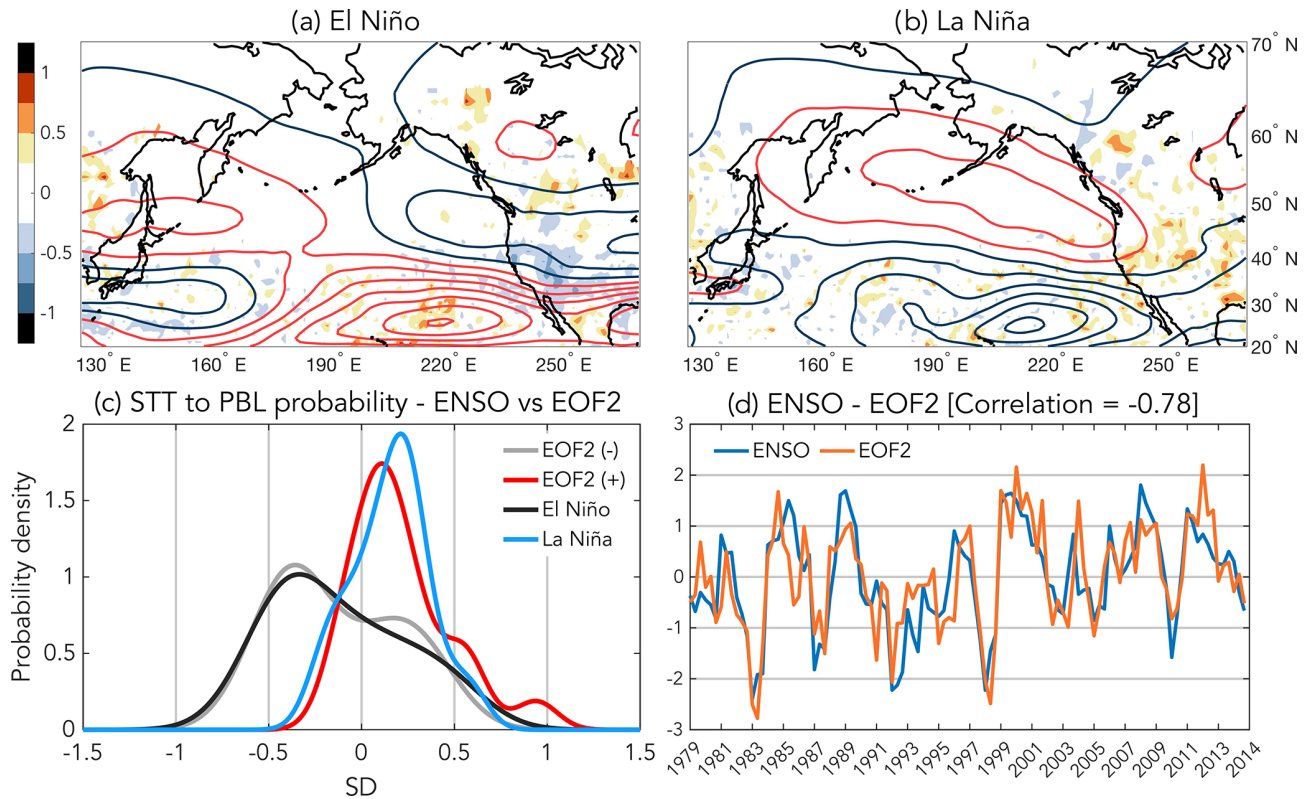 (a) El Niño
(b) La Niña
1
0.5
0
-0.5
-1
70° N
60° N
50° N
40° N
30° N
20° N
130° E 160° E 190° E 220° E 250° E
130° E 160° E 190° E 220° E 250° E
(c) STT to PBL probability - ENSO vs EOF2
(d) ENSO - EOF2 [Correlation = -0.78]
Probability density
2
1.5
1
0.5
0
EOF2 (-)
EOF2 (+)
El Niño
La Niña
-1.5 -1 -0.5 0 0.5 1 1.5
SD
ENSO EOF2
3
2
1
0
-1
-2
-3
1979 1981 1983 1985 1987 1989 1991 1993 1995 1997 1999 2001 2003 2005 2007 2009 2011 2013 2014